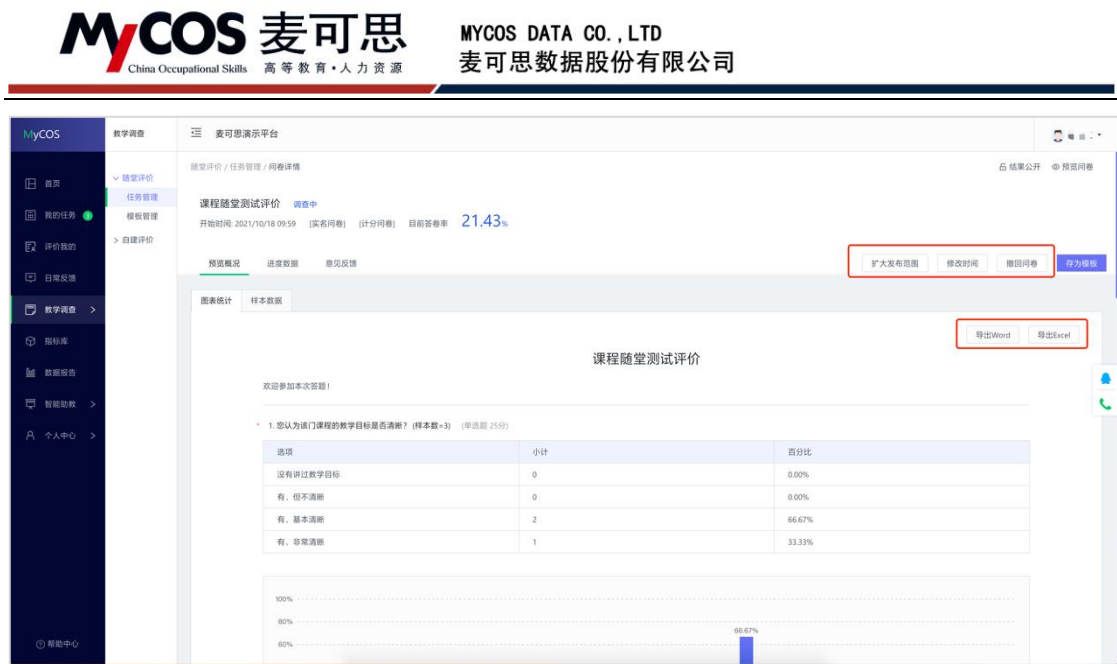 MyCOS 麦可思
China Occupational Skills 高等教育·人力资源
MYCOS DATA CO.,LTD
麦可思数据股份有限公司
MyCOS
教学调查
麦可思演示平台
首页
我的任务 3
评价我的
日常反馈
教学调查 >
指标库
数据报告
智能助教 >
个人中心 >
帮助中心
随堂评价
任务管理
模板管理
> 自建评价
随堂评价 / 任务管理 / 问卷详情
结果公开 预览问卷
课程随堂测试评价 调查中
开始时间: 2021/10/18 09:59 [实名问卷] [计分问卷] 目前答卷率 21.43%
预览概况 进度数据 意见反馈
扩大发布范围 修改时间 撤回问卷 存为模板
图表统计 样本数据
导出Word 导出Excel
课程随堂测试评价
欢迎参加本次答题！
* 1. 您认为该门课程的教学目标是否清晰? (样本数=3) (单选题 25分)
选项 小计 百分比
没有讲过教学目标 0 0.00%
有、但不清晰 0 0.00%
有、基本清晰 2 66.67%
有、非常清晰 1 33.33%
100%
80%
66.67%
60%